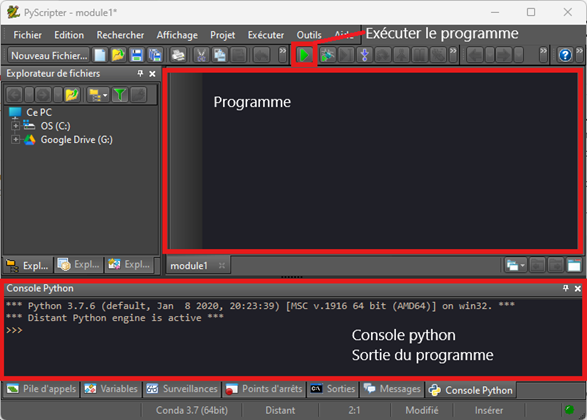 PyScripter - module1*
Fichier Edition Rechercher Affichage Projet Exécuter Outils Aide
Exécuter le programme
Nouveau Fichier...
Explorateur de fichiers
Ce PC
OS (C:)
Google Drive (G:)
Programme
Expl... Expl... Expl...
module1
Console Python
*** Python 3.7.6 (default, Jan 8 2020, 20:23:39) [MSC v.1916 64 bit (AMD64)] on win32. ***
*** Distant Python engine is active ***
>>>
Console python
Sortie du programme
Pile d'appels Variables Surveillances Points d'arrêts Sorties Messages Console Python
Conda 3.7 (64bit) Distant 2:1 Modifié Insérer